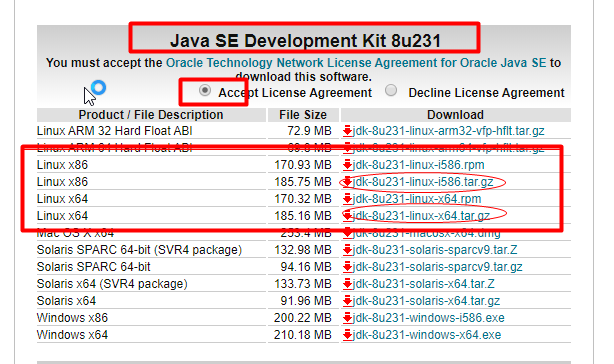 Java SE Development Kit 8u231
You must accept the Oracle Technology Network License Agreement for Oracle Java SE to
download this software.
Accept License Agreement Decline License Agreement
Product / File Description File Size Download
Linux ARM 32 Hard Float ABI 72.9 MB jdk-8u231-linux-arm32-vfp-hflt.tar.gz
Linux ARM 64 Hard Float ABI MB jdk-8u231-linux-arm64-vfp-hflt.tar.gz
Linux x86 170.93 MB jdk-8u231-linux-i586.rpm
Linux x86 185.75 MB jdk-8u231-linux-i586.tar.gz
Linux x64 170.32 MB jdk-8u231-linux-x64.rpm
Linux x64 185.16 MB jdk-8u231-linux-x64.tar.gz
Mac OS X x64 253.4 MB jdk-8u231-macosx-x64.dmg
Solaris SPARC 64-bit (SVR4 package) 132.98 MB jdk-8u231-solaris-sparcv9.tar.Z
Solaris SPARC 64-bit 94.16 MB jdk-8u231-solaris-sparcv9.tar.gz
Solaris x64 (SVR4 package) 133.73 MB jdk-8u231-solaris-x64.tar.Z
Solaris x64 91.96 MB jdk-8u231-solaris-x64.tar.gz
Windows x86 200.22 MB jdk-8u231-windows-i586.exe
Windows x64 210.18 MB jdk-8u231-windows-x64.exe